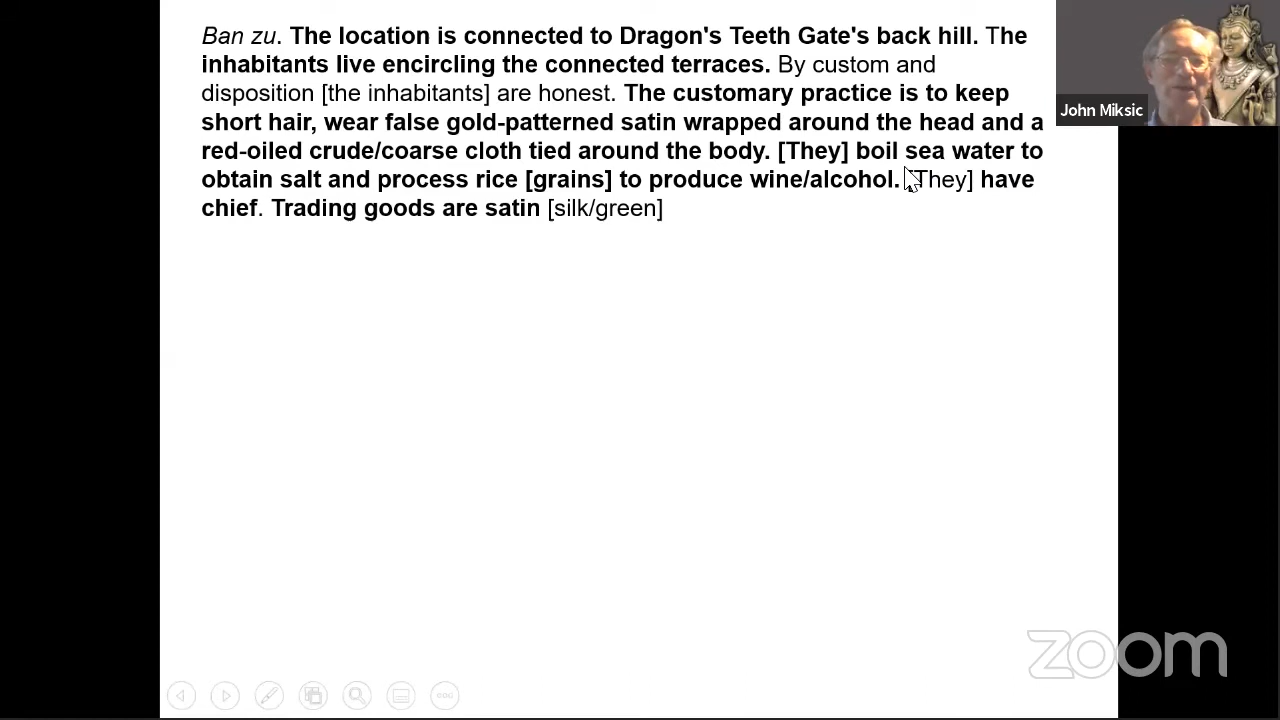 Ban zu. The location is connected to Dragon's Teeth Gate's back hill. The
inhabitants live encircling the connected terraces. By custom and
disposition [the inhabitants] are honest. The customary practice is to keep
short hair, wear false gold-patterned satin wrapped around the head and a
red-oiled crude/coarse cloth tied around the body. [They] boil sea water to
obtain salt and process rice [grains] to produce wine/alcohol. [They] have
chief. Trading goods are satin [silk/green]
John Miksic
zoom